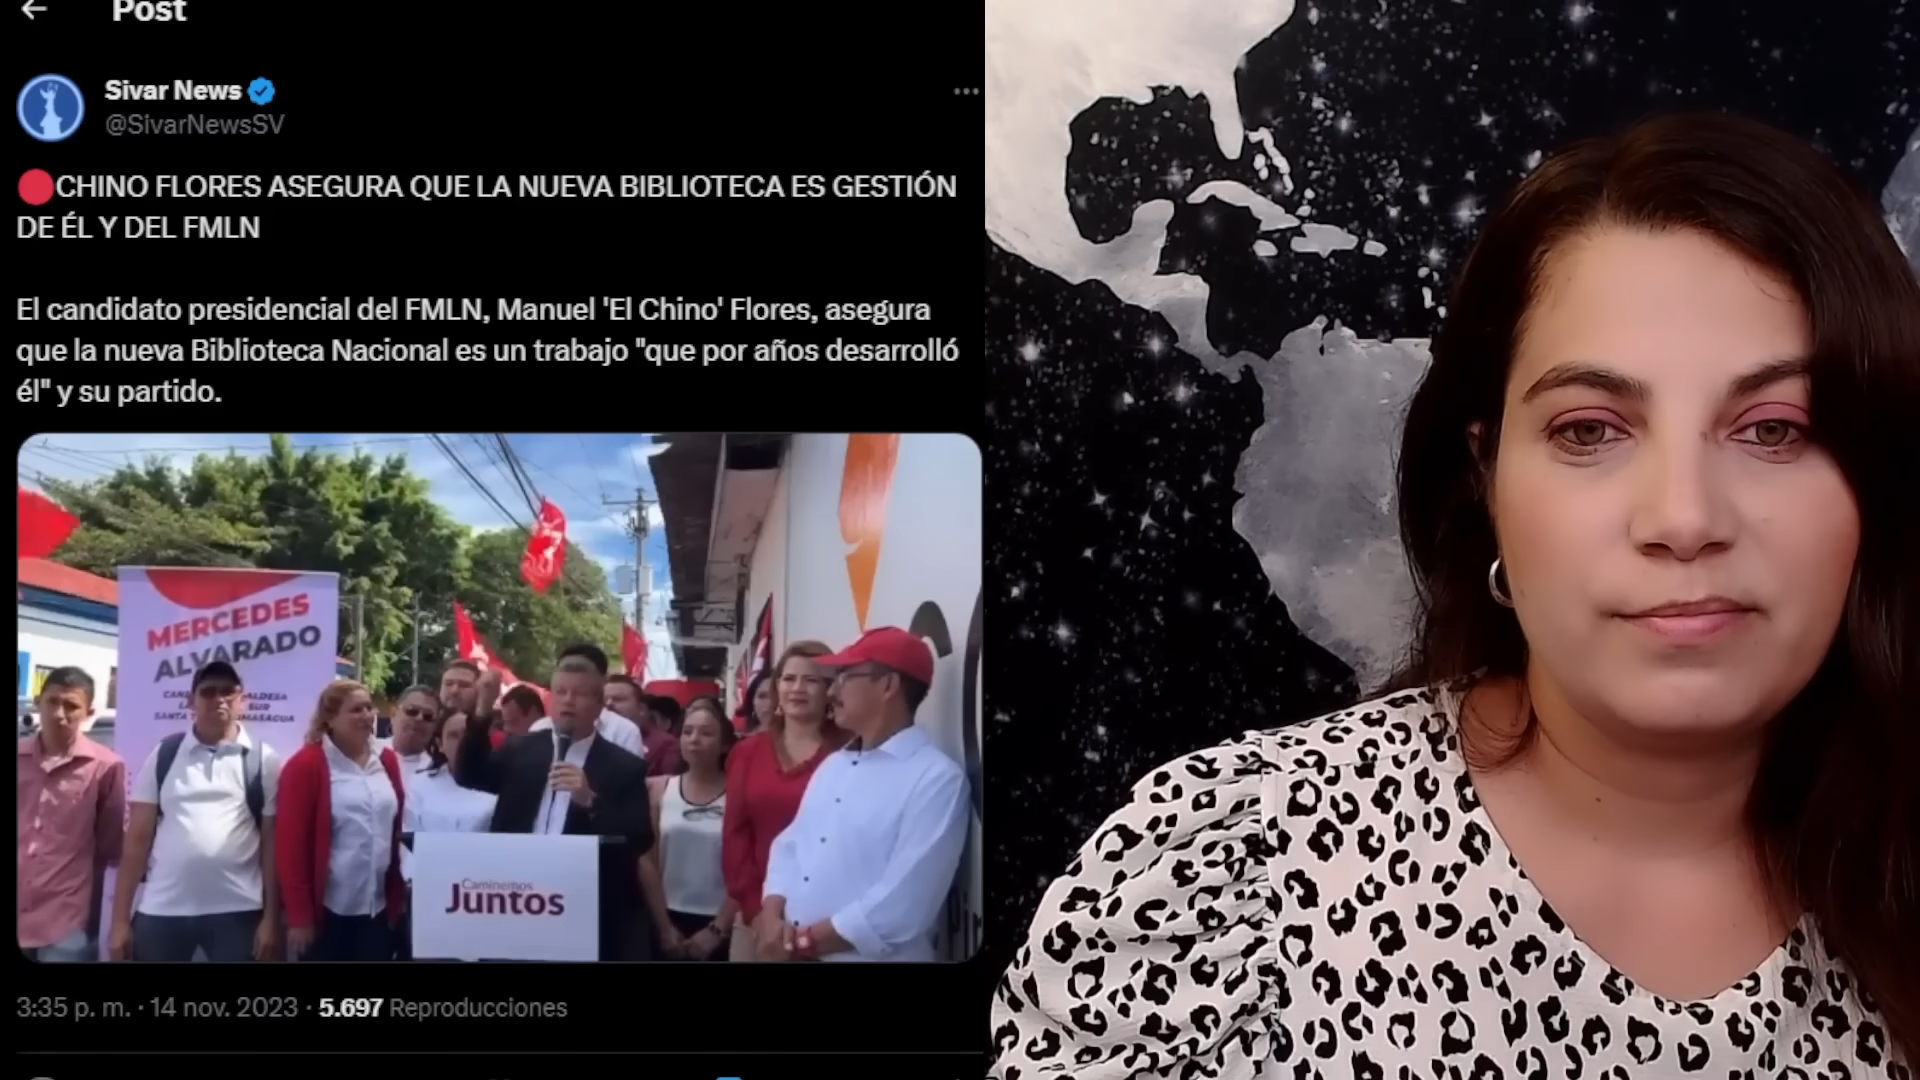 Post
Sivar News
@SivarNewsSV
CHINO FLORES ASEGURA QUE LA NUEVA BIBLIOTECA ES GESTIÓN
DE ÉL Y DEL FMLN
El candidato presidencial del FMLN, Manuel 'El Chino' Flores, asegura
que la nueva Biblioteca Nacional es un trabajo "que por años desarrolló
él" y su partido.
MERCEDES
ALVARADO
Caminemos
Juntos
3:35 p. m. · 14 nov. 2023 · 5.697 Reproducciones